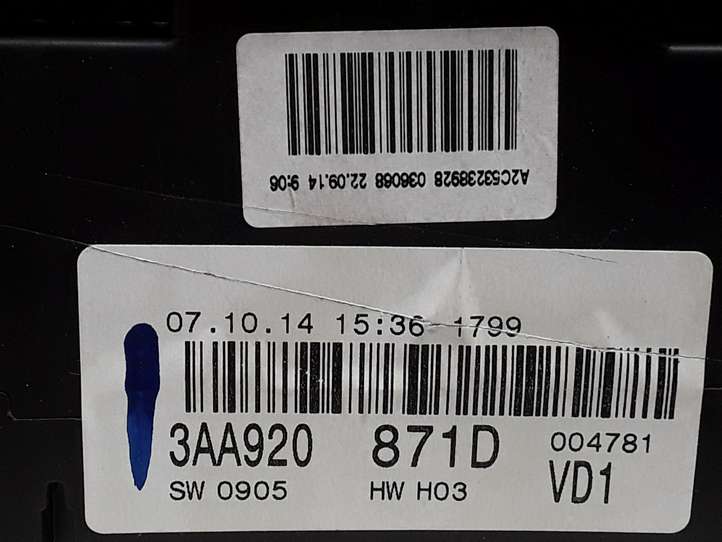 A2C53238928 036068 22.09.14 9:06
07.10.14 15:36 1799
3AA920 871D 004781
SW 0905 HW H03 VD1